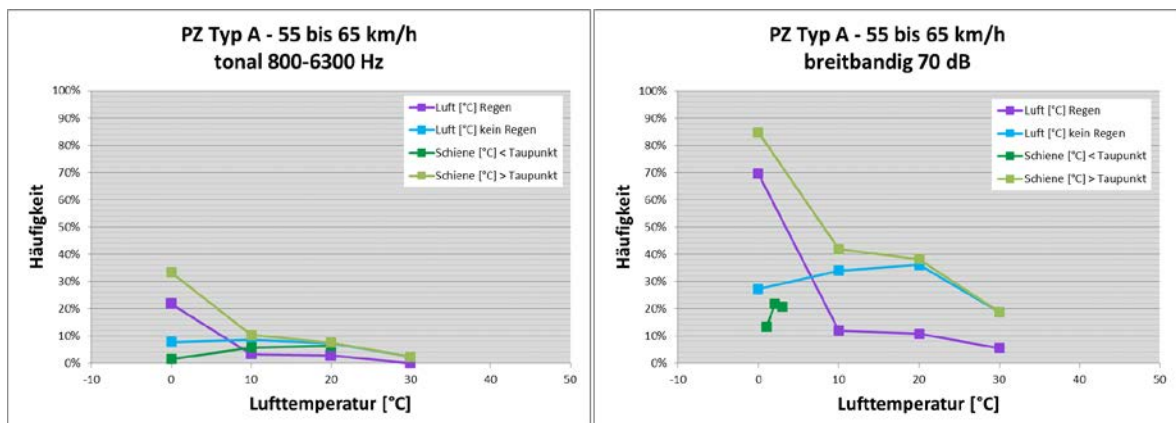 PZ Typ A - 55 bis 65 km/h
tonal 800-6300 Hz
100%
90%
80%
70%
60%
50%
40%
30%
20%
10%
0%
Häufigkeit
Luft [°C] Regen
Luft [°C] kein Regen
Schiene [°C] < Taupunkt
Schiene [°C] > Taupunkt
-10 0 10 20 30 40 50
Lufttemperatur [°C]
PZ Typ A - 55 bis 65 km/h
breitbandig 70 dB
100%
90%
80%
70%
60%
50%
40%
30%
20%
10%
0%
Häufigkeit
Luft [°C] Regen
Luft [°C] kein Regen
Schiene [°C] < Taupunkt
Schiene [°C] > Taupunkt
-10 0 10 20 30 40 50
Lufttemperatur [°C]